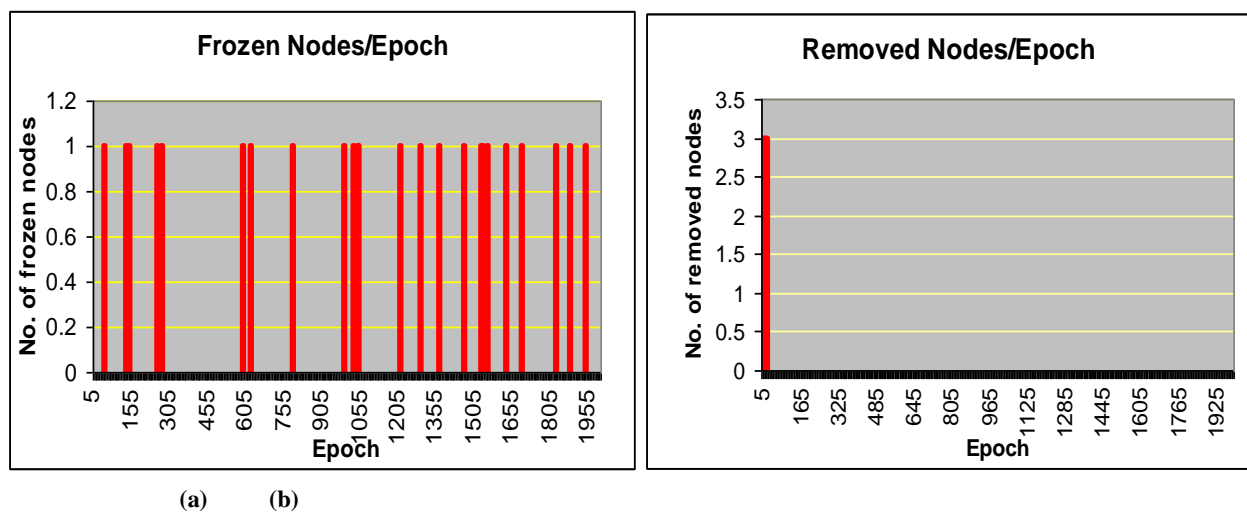 Frozen Nodes/Epoch
No. of frozen nodes
1.2
1
0.8
0.6
0.4
0.2
0
5 155 305 455 605 755 905 1055 1205 1355 1505 1655 1805 1955
Epoch
Removed Nodes/Epoch
No. of removed nodes
3.5
3
2.5
2
1.5
1
0.5
0
5 165 325 485 645 805 965 1125 1285 1445 1605 1765 1925
Epoch
(a) (b)